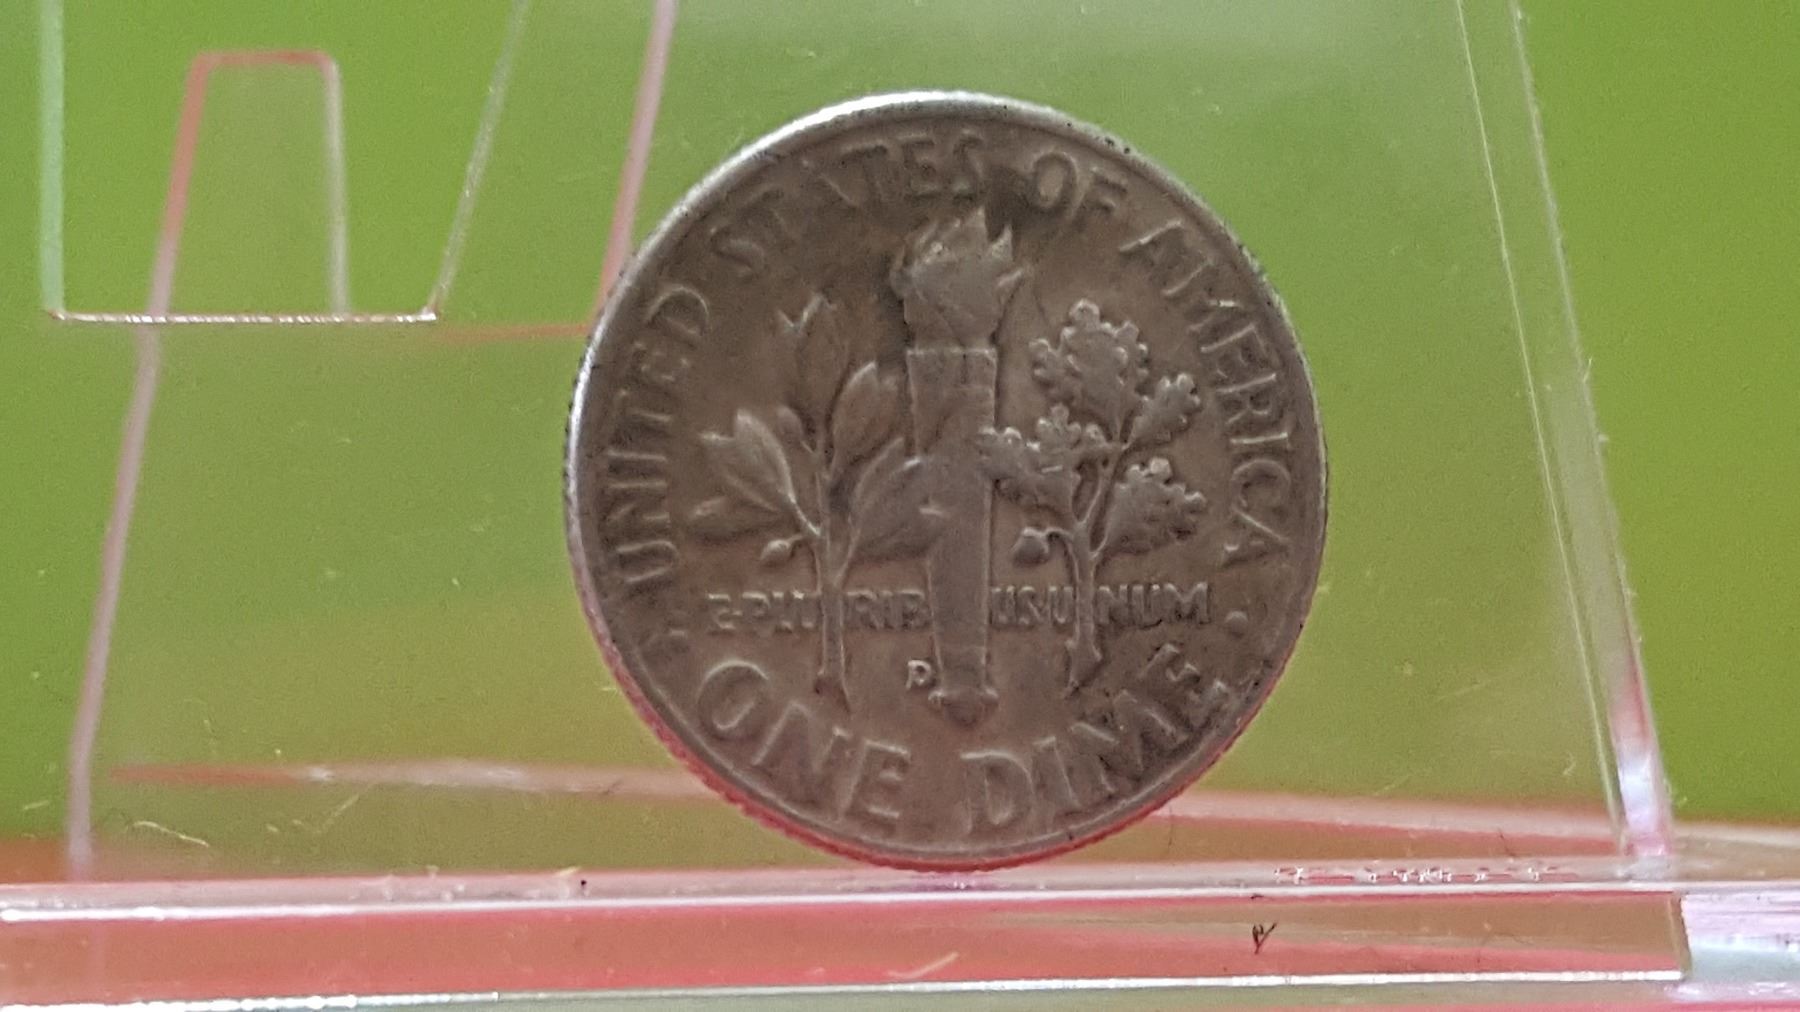 UNITED STATES OF AMERICA
E·PLURIBUS·UNUM
D
ONE DIME